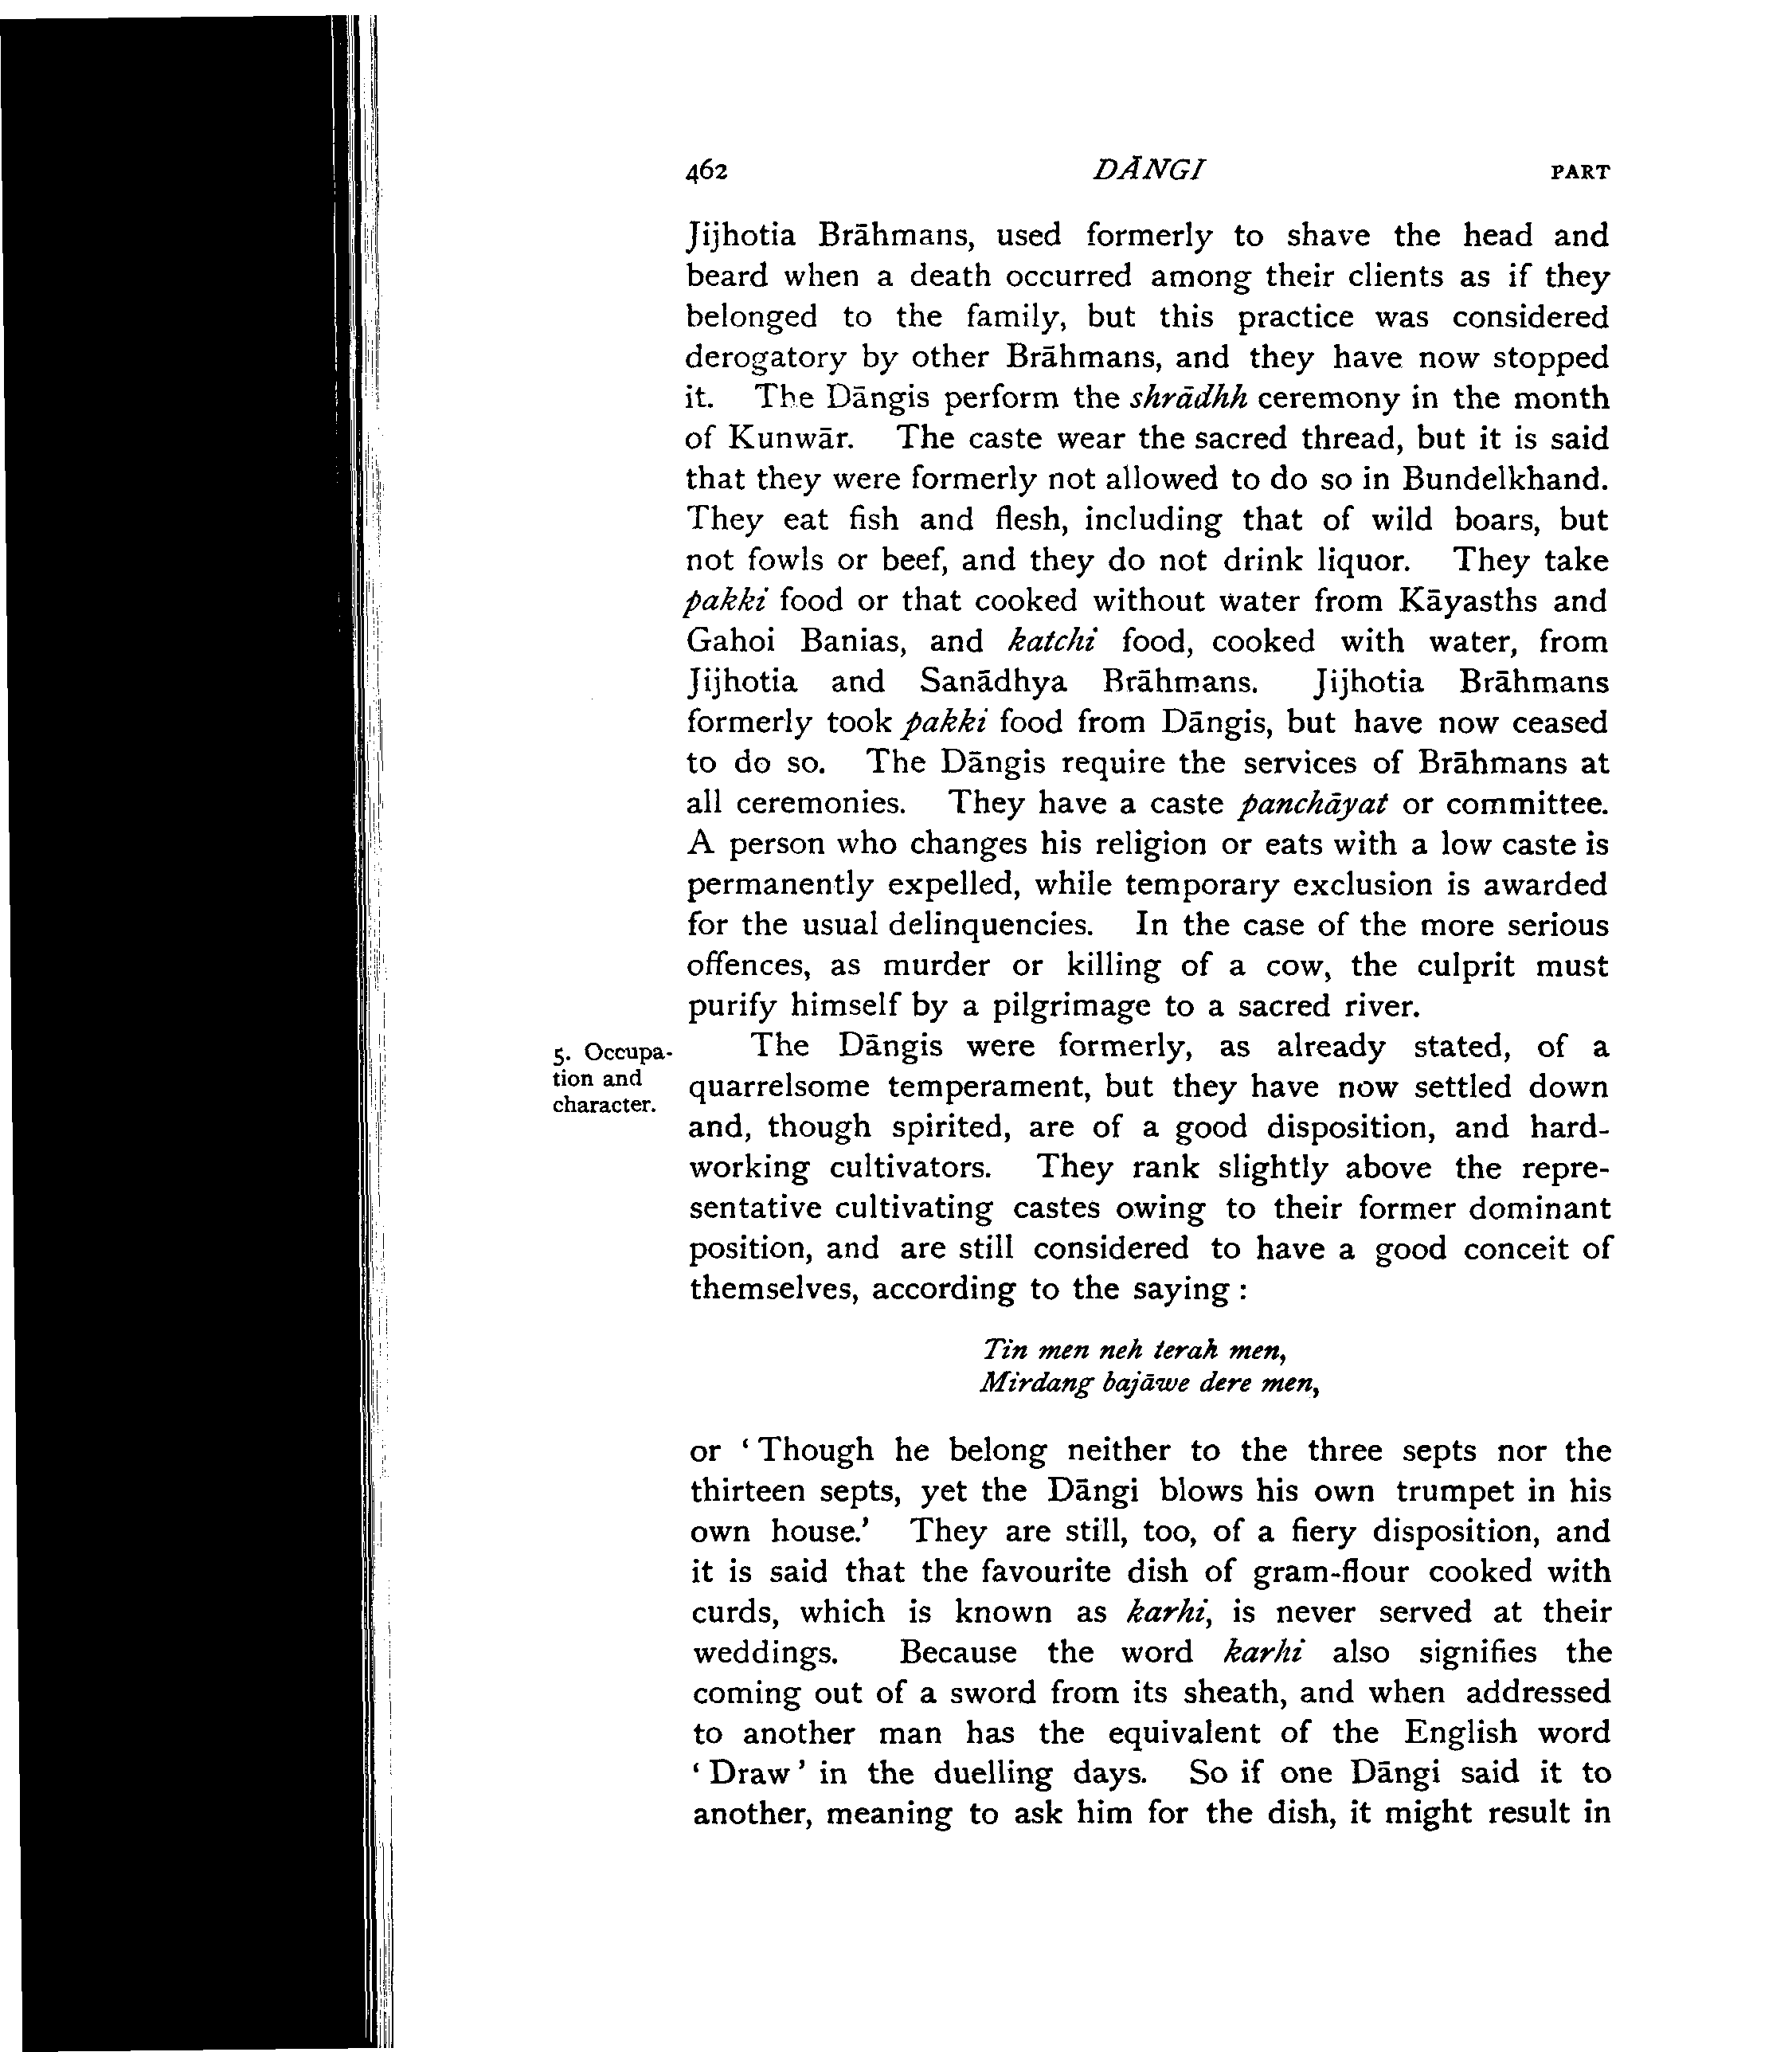 462 DĀNGI PART
Jijhotia Brāhmans, used formerly to shave the head and
beard when a death occurred among their clients as if they
belonged to the family, but this practice was considered
derogatory by other Brāhmans, and they have now stopped
it. The Dāngis perform the shrādhh ceremony in the month
of Kunwār. The caste wear the sacred thread, but it is said
that they were formerly not allowed to do so in Bundelkhand.
They eat fish and flesh, including that of wild boars, but
not fowls or beef, and they do not drink liquor. They take
pakki food or that cooked without water from Kāyasths and
Gahoi Banias, and katchi food, cooked with water, from
Jijhotia and Sanādhya Brāhmans. Jijhotia Brāhmans
formerly took pakki food from Dāngis, but have now ceased
to do so. The Dāngis require the services of Brāhmans at
all ceremonies. They have a caste panchāyat or committee.
A person who changes his religion or eats with a low caste is
permanently expelled, while temporary exclusion is awarded
for the usual delinquencies. In the case of the more serious
offences, as murder or killing of a cow, the culprit must
purify himself by a pilgrimage to a sacred river.
5. Occupa-
tion and
character.
The Dāngis were formerly, as already stated, of a
quarrelsome temperament, but they have now settled down
and, though spirited, are of a good disposition, and hard-
working cultivators. They rank slightly above the repre-
sentative cultivating castes owing to their former dominant
position, and are still considered to have a good conceit of
themselves, according to the saying :
Tin men neh terah men,
Mirdang bajāwe dere men,
or ‘ Though he belong neither to the three septs nor the
thirteen septs, yet the Dāngi blows his own trumpet in his
own house.’ They are still, too, of a fiery disposition, and
it is said that the favourite dish of gram-flour cooked with
curds, which is known as karhi, is never served at their
weddings. Because the word karhi also signifies the
coming out of a sword from its sheath, and when addressed
to another man has the equivalent of the English word
‘ Draw ’ in the duelling days. So if one Dāngi said it to
another, meaning to ask him for the dish, it might result in